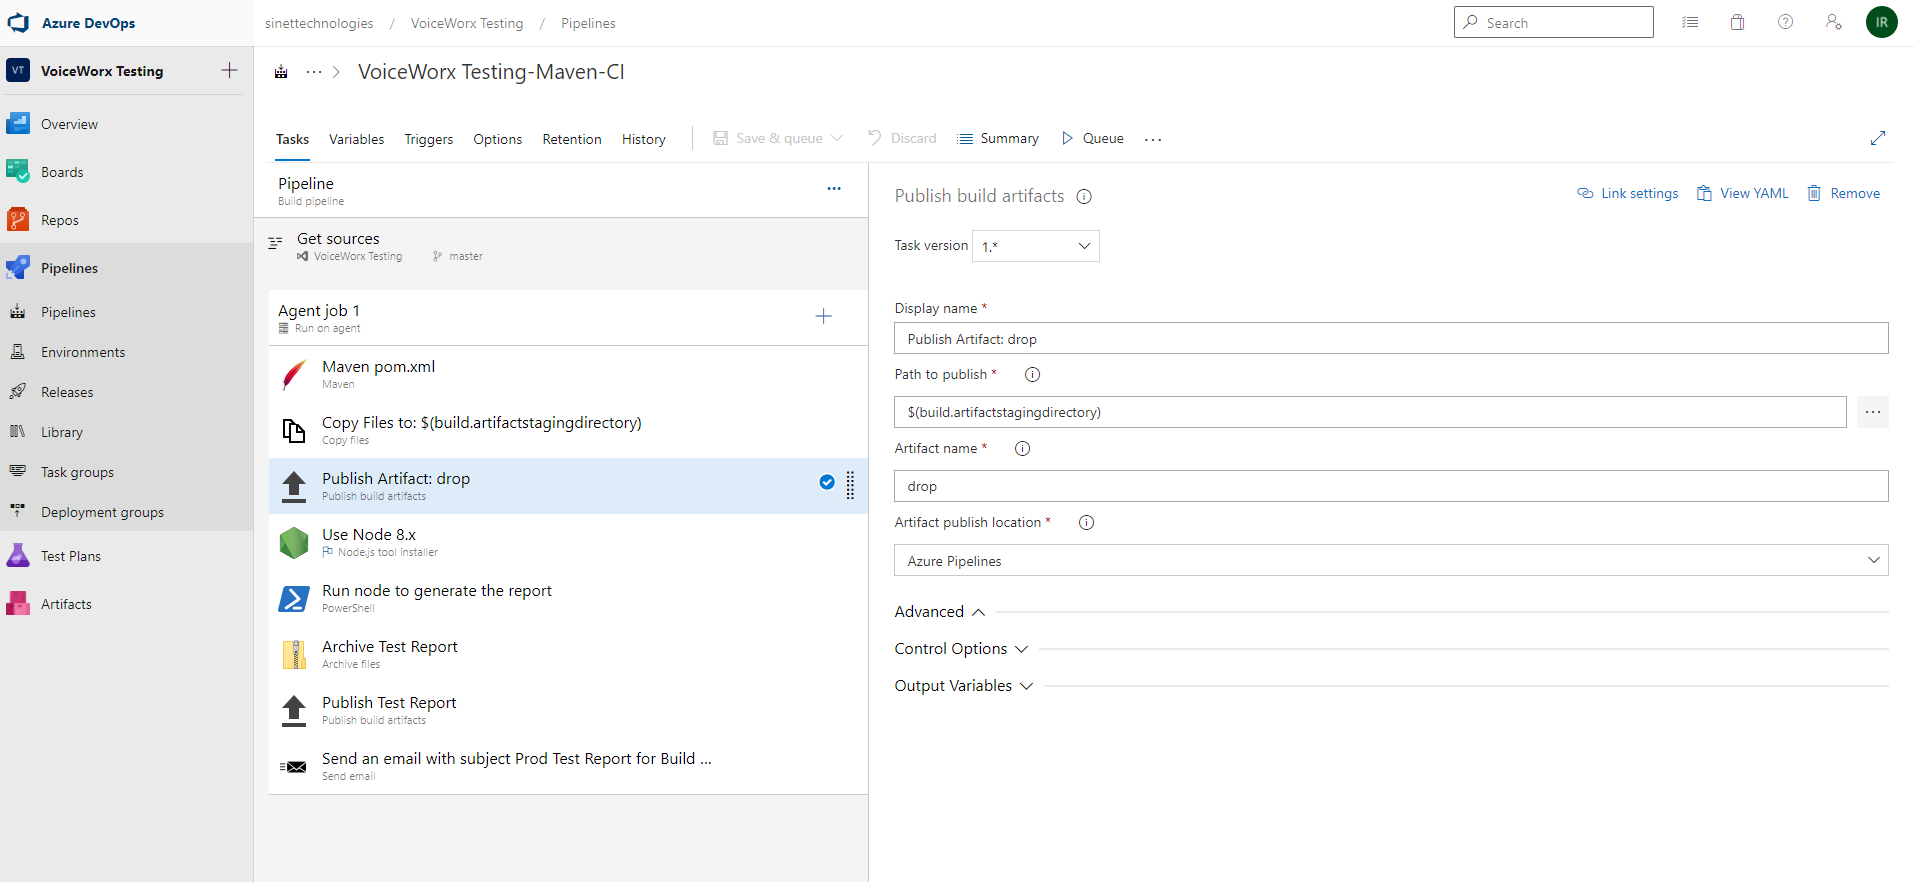 Azure DevOps
sinettechnologies / VoiceWorx Testing / Pipelines
Search
IR
VT
VoiceWorx Testing
Overview
Boards
Repos
Pipelines
Pipelines
Environments
Releases
Library
Task groups
Deployment groups
Test Plans
Artifacts
... > VoiceWorx Testing-Maven-CI
Tasks Variables Triggers Options Retention History Save & queue Discard Summary Queue ...
Pipeline
Build pipeline
...
Get sources
VoiceWorx Testing master
Agent job 1
Run on agent
Maven pom.xml
Maven
Copy Files to: $(build.artifactstagingdirectory)
Copy files
Publish Artifact: drop
Publish build artifacts
Use Node 8.x
Node.js tool installer
Run node to generate the report
PowerShell
Archive Test Report
Archive files
Publish Test Report
Publish build artifacts
Send an email with subject Prod Test Report for Build ...
Send email
Publish build artifacts
Link settings View YAML Remove
Task version 1.*
Display name *
Publish Artifact: drop
Path to publish *
$(build.artifactstagingdirectory)
...
Artifact name *
drop
Artifact publish location *
Azure Pipelines
Advanced
Control Options
Output Variables